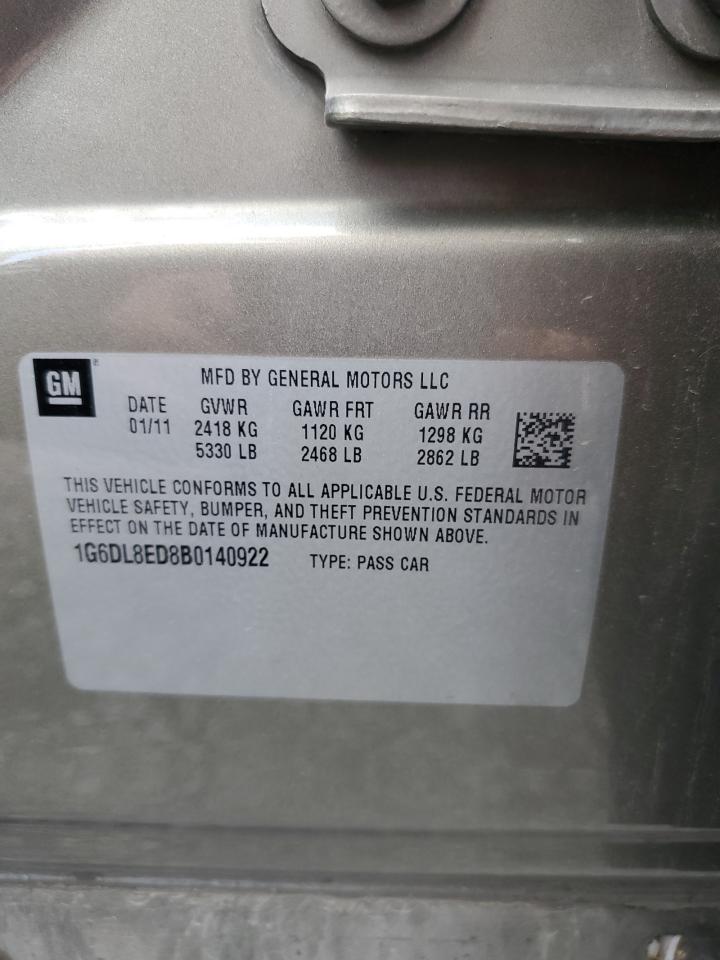 GM
MFD BY GENERAL MOTORS LLC
DATE GVWR GAWR FRT GAWR RR
01/11 2418 KG 1120 KG 1298 KG
5330 LB 2468 LB 2862 LB
THIS VEHICLE CONFORMS TO ALL APPLICABLE U.S. FEDERAL MOTOR
VEHICLE SAFETY, BUMPER, AND THEFT PREVENTION STANDARDS IN
EFFECT ON THE DATE OF MANUFACTURE SHOWN ABOVE.
1G6DL8ED8B0140922 TYPE: PASS CAR